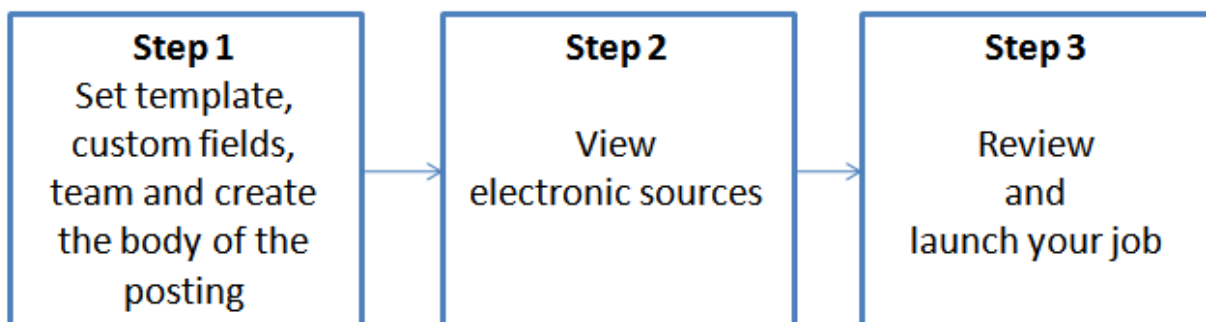 Step 1
Set template,
custom fields,
team and create
the body of the
posting
Step 2
View
electronic sources
Step 3
Review
and
launch your job